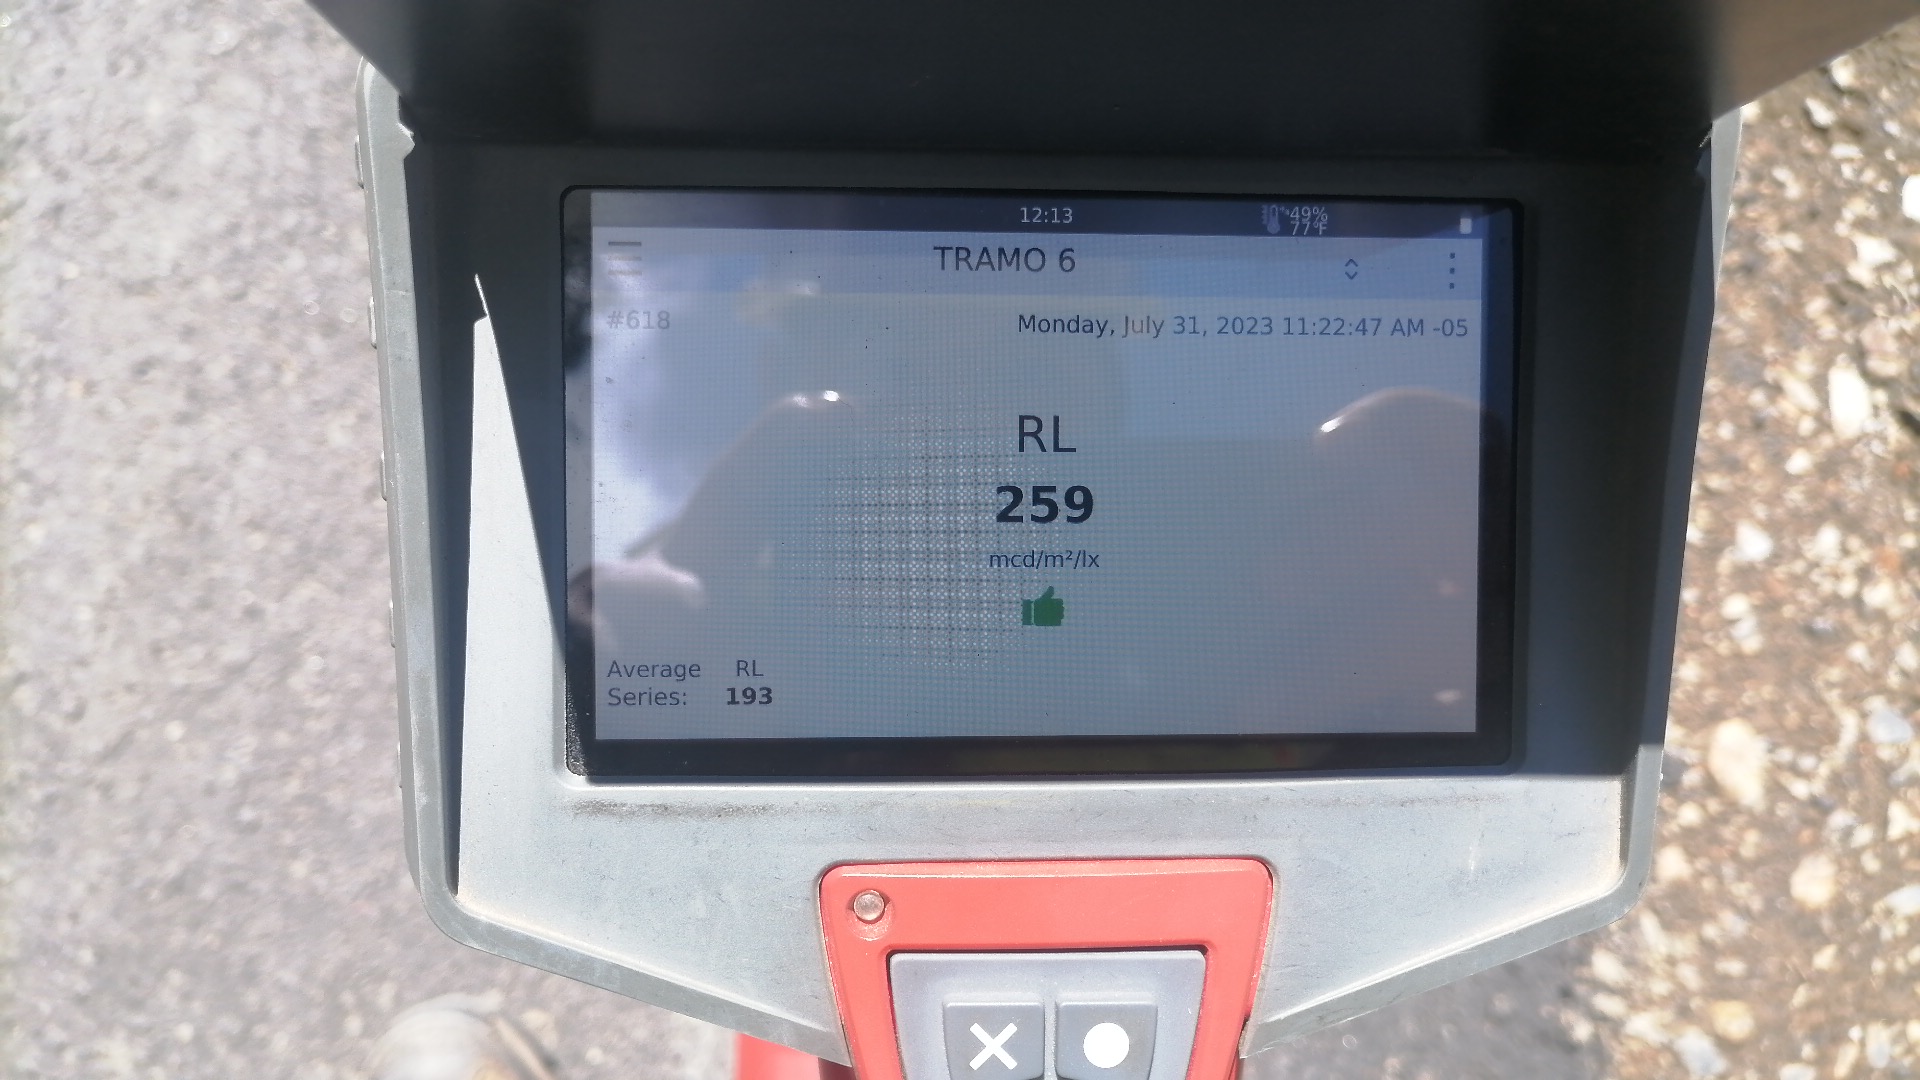 12:13
49%
77°F
TRAMO 6
#618
Monday, July 31, 2023 11:22:47 AM -05
RL
259
mcd/m²/lx
Average RL
Series: 193